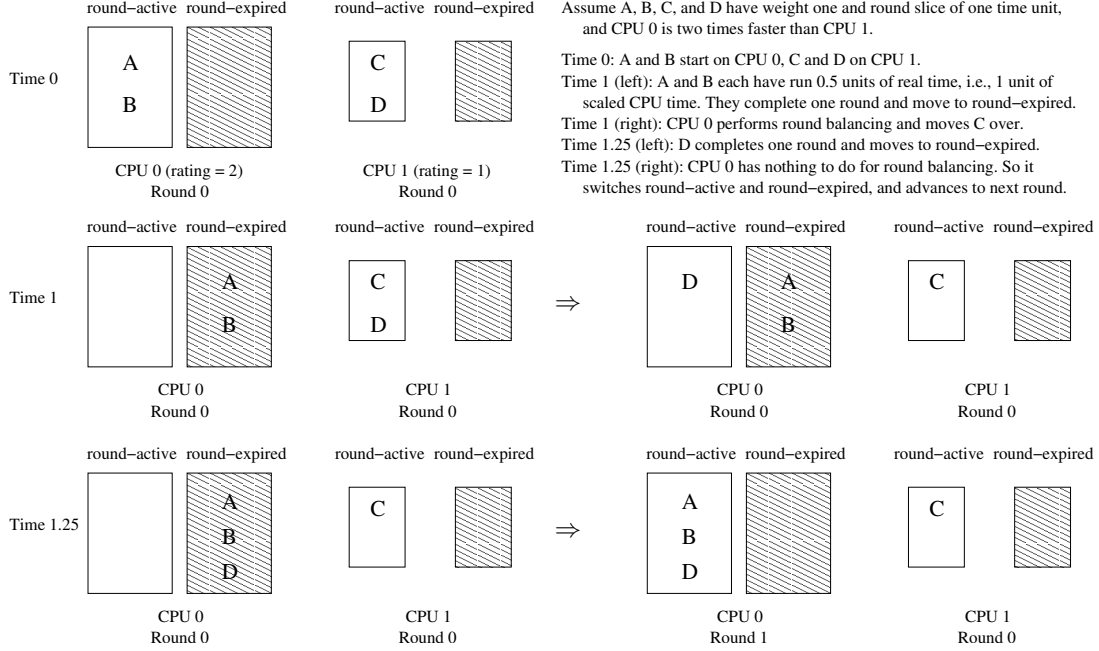 round−active round−expired
round−active round−expired
Time 0
A
B
C
D
CPU 0 (rating = 2)
Round 0
CPU 1 (rating = 1)
Round 0
Assume A, B, C, and D have weight one and round slice of one time unit,
and CPU 0 is two times faster than CPU 1.
Time 0: A and B start on CPU 0, C and D on CPU 1.
Time 1 (left): A and B each have run 0.5 units of real time, i.e., 1 unit of
scaled CPU time. They complete one round and move to round−expired.
Time 1 (right): CPU 0 performs round balancing and moves C over.
Time 1.25 (left): D completes one round and moves to round−expired.
Time 1.25 (right): CPU 0 has nothing to do for round balancing. So it
switches round−active and round−expired, and advances to next round.
round−active round−expired
round−active round−expired
round−active round−expired
round−active round−expired
Time 1
A
B
C
D
⇒
D
A
B
C
CPU 0
Round 0
CPU 1
Round 0
CPU 0
Round 0
CPU 1
Round 0
round−active round−expired
round−active round−expired
round−active round−expired
round−active round−expired
Time 1.25
A
B
D
C
⇒
A
B
D
C
CPU 0
Round 0
CPU 1
Round 0
CPU 0
Round 1
CPU 1
Round 0